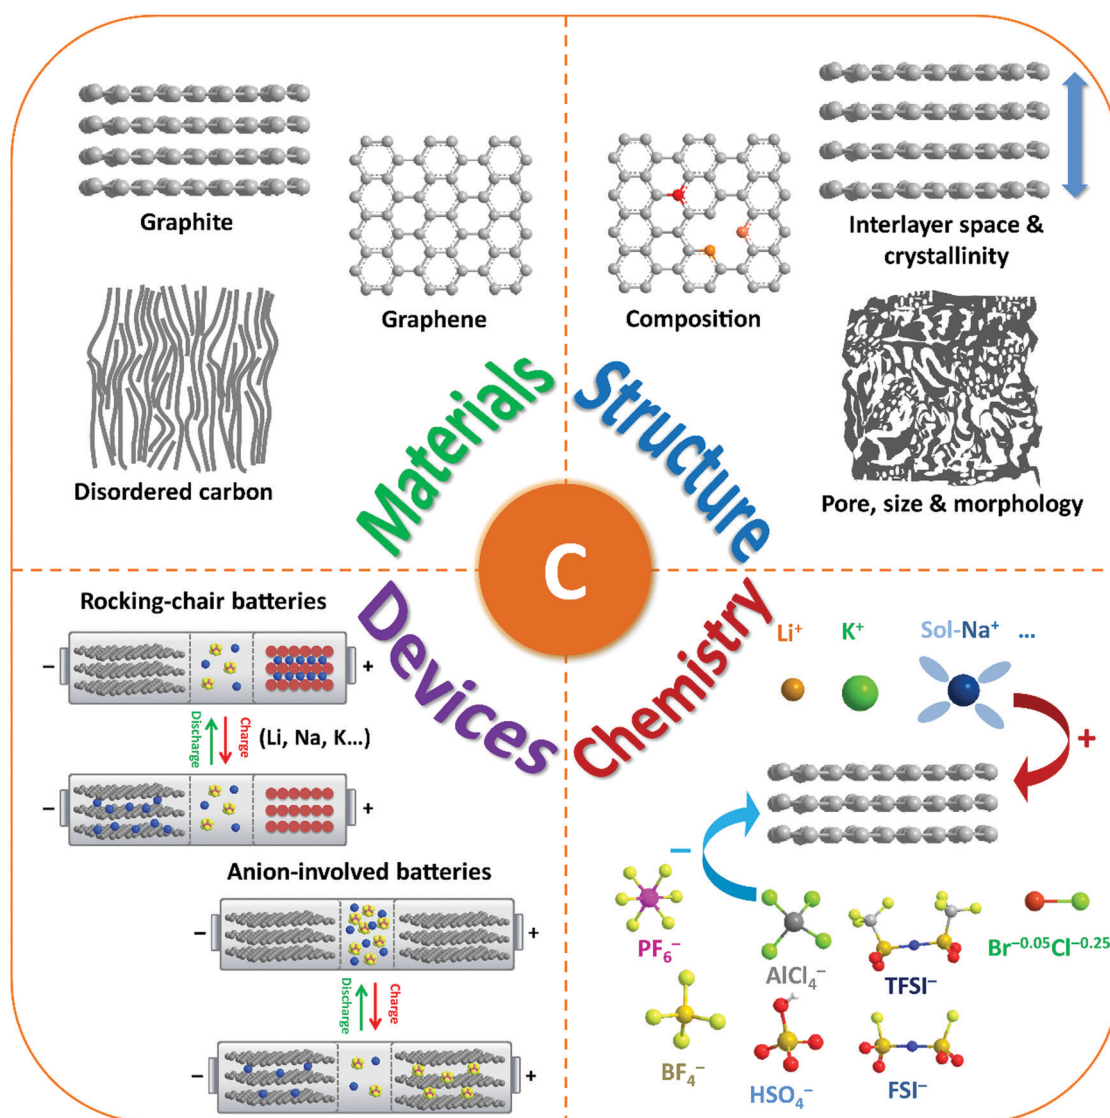 Graphite
Graphene
Disordered carbon
Materials
Composition
Interlayer space &
crystallinity
Pore, size & morphology
Structure
C
Devices
Rocking-chair batteries
−
+
Discharge
Charge
(Li, Na, K...)
−
+
Anion-involved batteries
−
+
Discharge
Charge
−
+
Chemistry
Li⁺
K⁺
Sol-Na⁺ ...
+
−
PF₆⁻
AlCl₄⁻
TFSI⁻
Br⁻⁰·⁰⁵Cl⁻⁰·²⁵
BF₄⁻
HSO₄⁻
FSI⁻